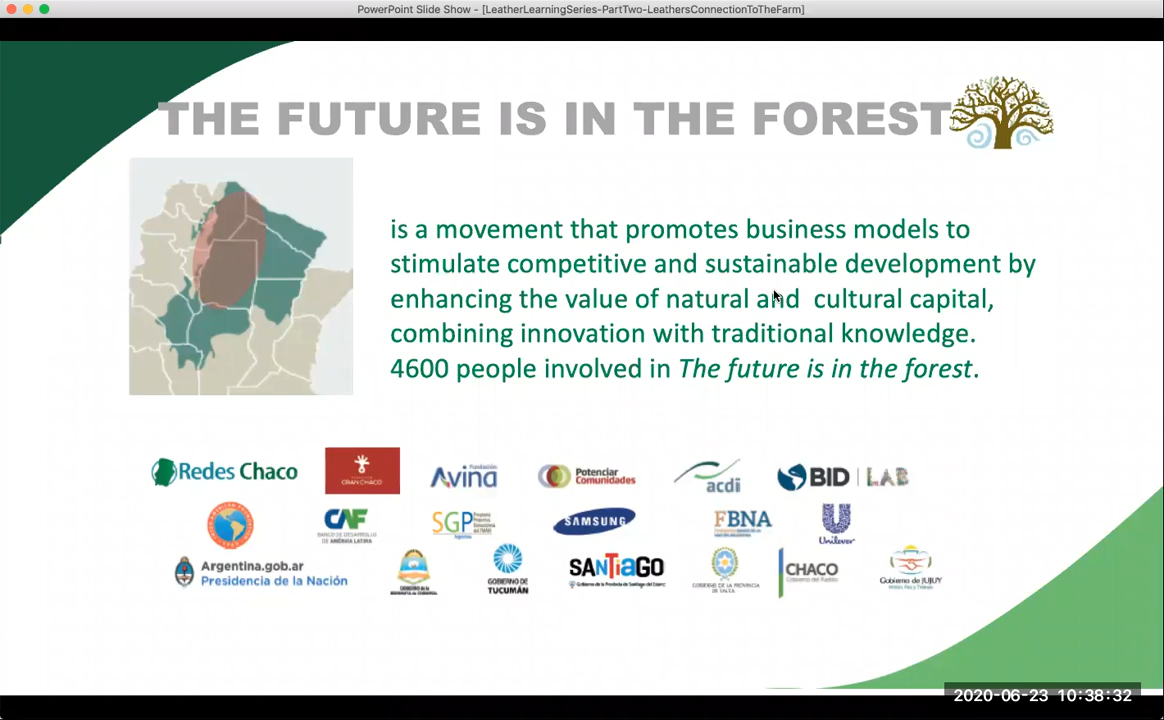 PowerPoint Slide Show - [LeatherLearningSeries-PartTwo-LeathersConnectionToTheFarm]
THE FUTURE IS IN THE FOREST
is a movement that promotes business models to
stimulate competitive and sustainable development by
enhancing the value of natural and  cultural capital,
combining innovation with traditional knowledge.
4600 people involved in The future is in the forest.
Redes Chaco
GRAN CHACO
Fundación
Avina
Potenciar
Comunidades
acdi
BID | LAB
CAF
BANCO DE DESARROLLO
DE AMÉRICA LATINA
SGP
SAMSUNG
FBNA
Unilever
Argentina.gob.ar
Presidencia de la Nación
GOBIERNO DE
TUCUMÁN
SANTIAGO
Gobierno de la Provincia de Santiago del Estero
GOBIERNO DE LA PROVINCIA
DE SALTA
CHACO
Gobierno del Pueblo
Gobierno de JUJUY
2020-06-23 10:38:32